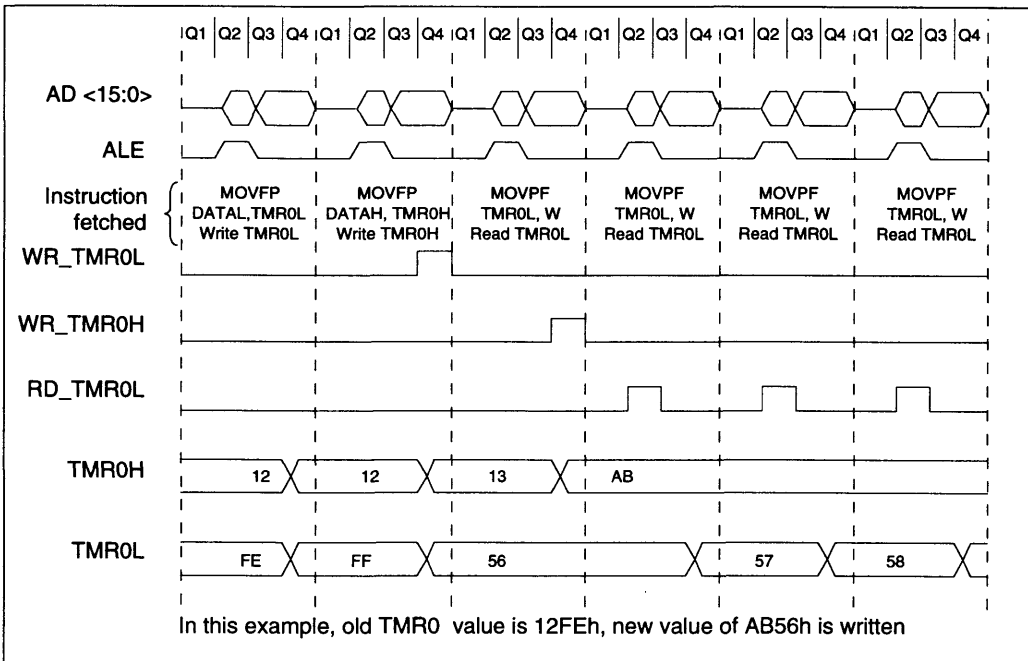 Q1 Q2 Q3 Q4 Q1 Q2 Q3 Q4 Q1 Q2 Q3 Q4 Q1 Q2 Q3 Q4 Q1 Q2 Q3 Q4 Q1 Q2 Q3 Q4
AD <15:0>
ALE
Instruction
fetched
MOVFP
DATAL,TMR0L
Write TMR0L
MOVFP
DATAH, TMR0H
Write TMR0H
MOVPF
TMR0L, W
Read TMR0L
MOVPF
TMR0L, W
Read TMR0L
MOVPF
TMR0L, W
Read TMR0L
MOVPF
TMR0L, W
Read TMR0L
WR_TMR0L
WR_TMR0H
RD_TMR0L
TMR0H 12 12 13 AB
TMR0L FE FF 56 57 58
In this example, old TMR0 value is 12FEh, new value of AB56h is written